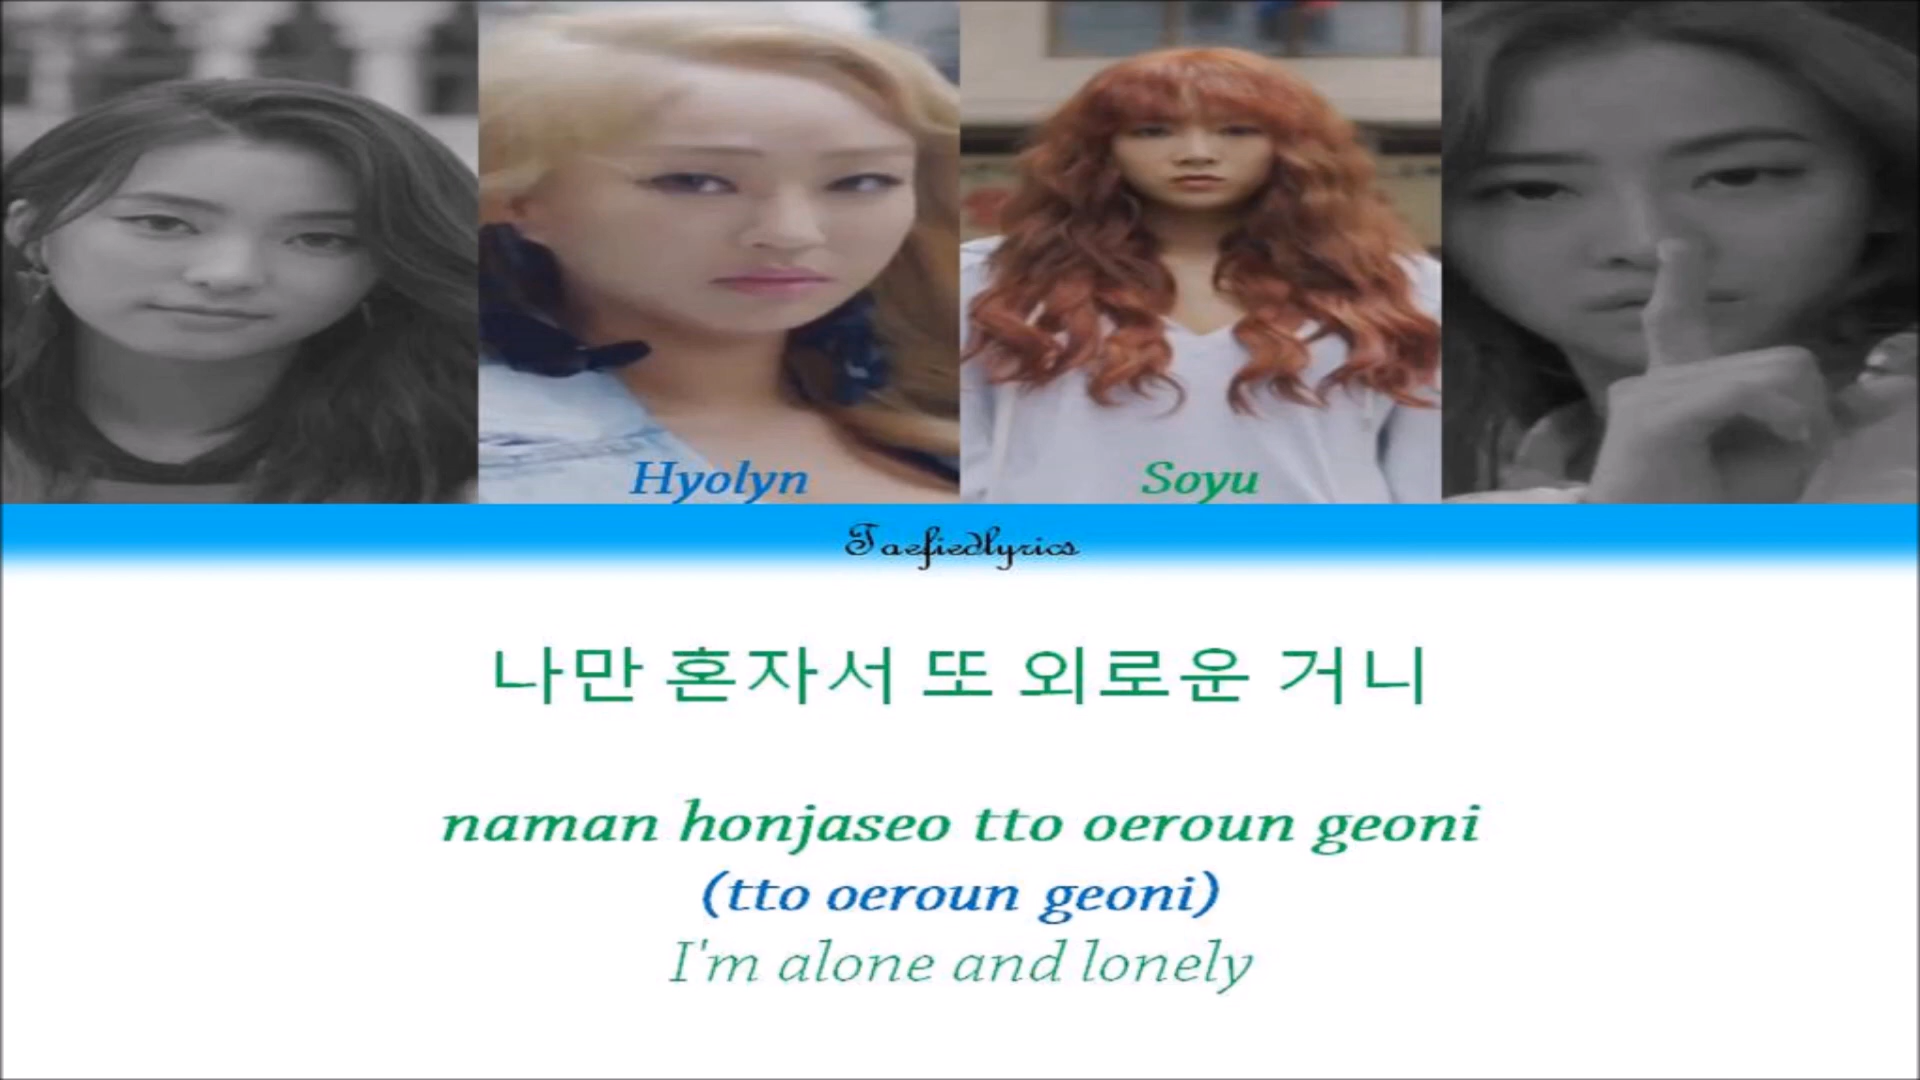 Hyolyn
Soyu
Taefiedlyrics
나만 혼자서 또 외로운 거니
naman honjaseo tto oeroun geoni
(tto oeroun geoni)
I'm alone and lonely